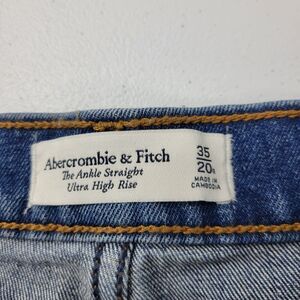 Abercrombie & Fitch
The Ankle Straight
Ultra High Rise
35
20R
MADE IN
CAMBODIA